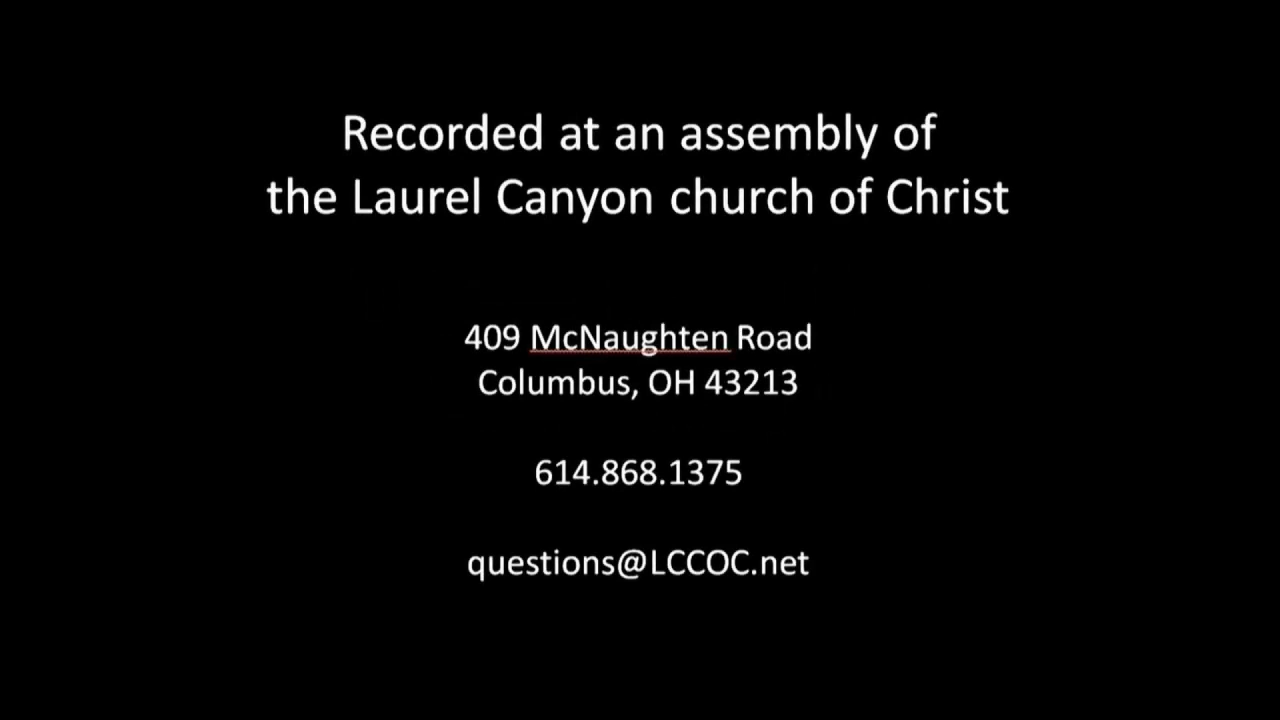 Recorded at an assembly of
the Laurel Canyon church of Christ
409 McNaughten Road
Columbus, OH 43213
614.868.1375
questions@LCCOC.net